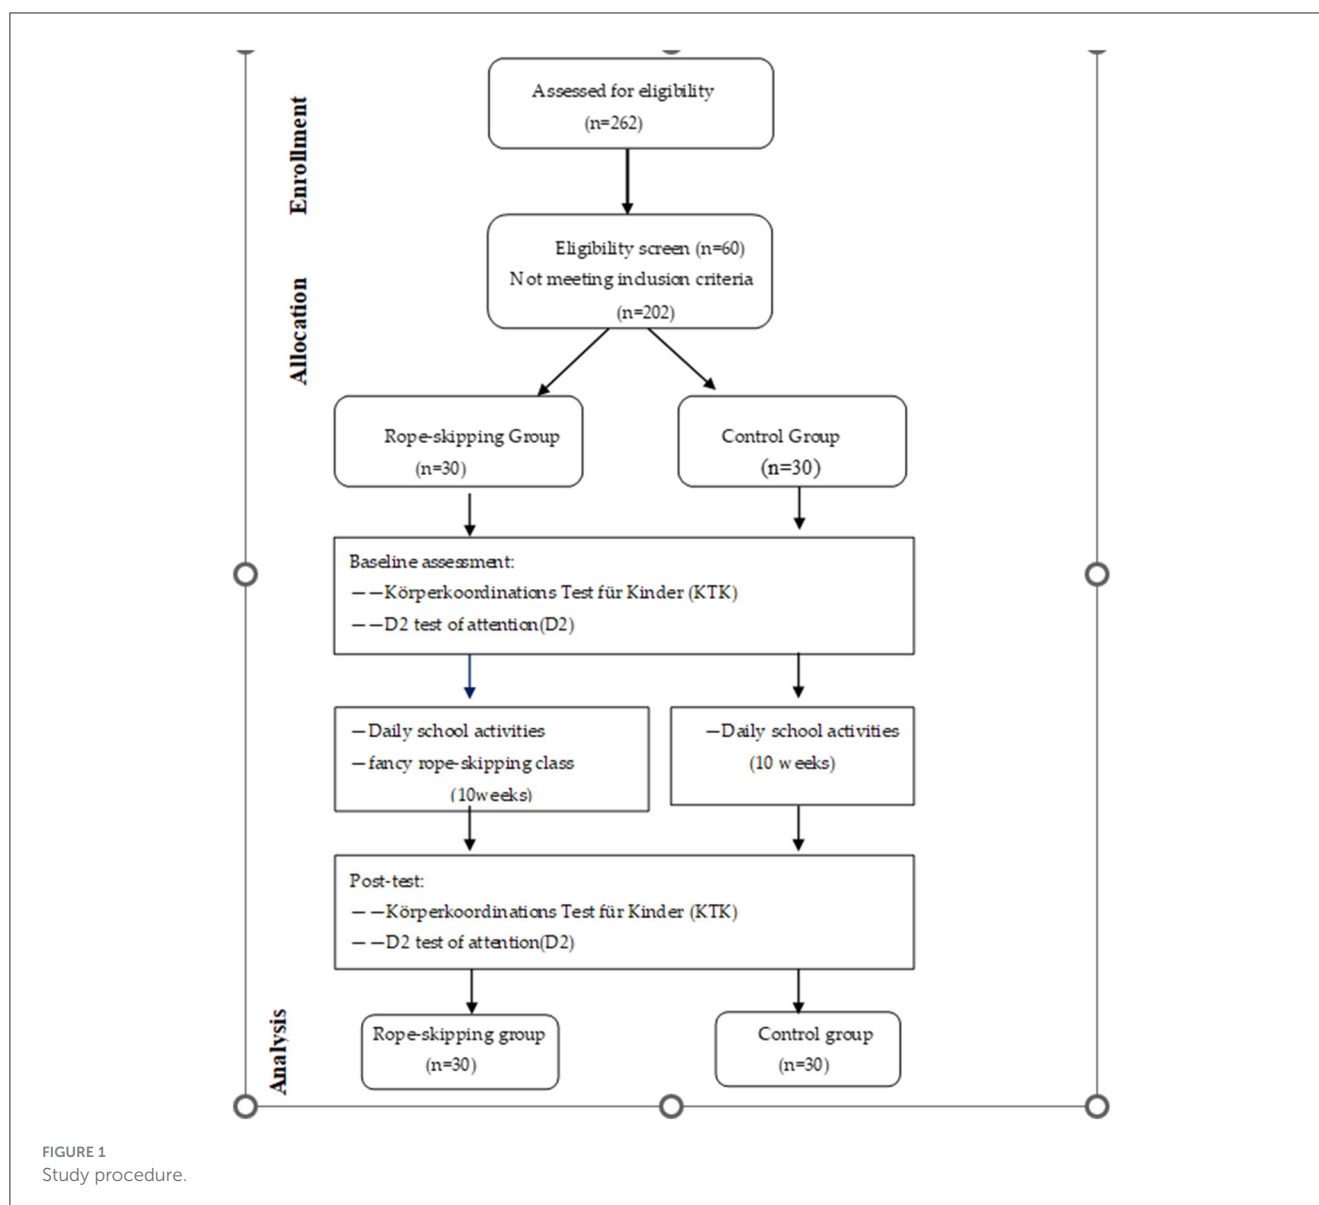 Enrollment
Assessed for eligibility
(n=262)
Eligibility screen (n=60)
Not meeting inclusion criteria
(n=202)
Allocation
Rope-skipping Group
(n=30)
Control Group
(n=30)
Baseline assessment:
——Körperkoordinations Test für Kinder (KTK)
——D2 test of attention(D2)
—Daily school activities
—fancy rope-skipping class
(10weeks)
—Daily school activities
(10 weeks)
Post-test:
——Körperkoordinations Test für Kinder (KTK)
——D2 test of attention(D2)
Analysis
Rope-skipping group
(n=30)
Control group
(n=30)
FIGURE 1
Study procedure.